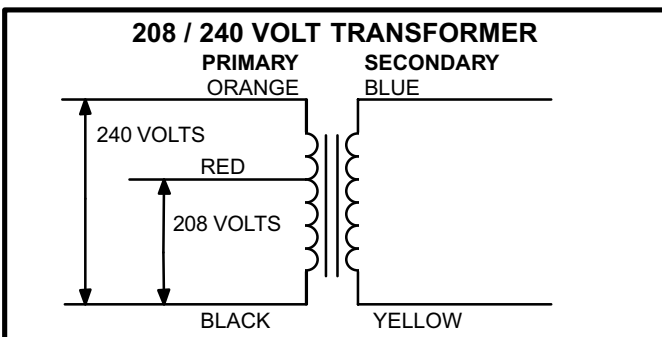 208 / 240 VOLT TRANSFORMER
PRIMARY SECONDARY
ORANGE BLUE
240 VOLTS
RED
208 VOLTS
BLACK YELLOW